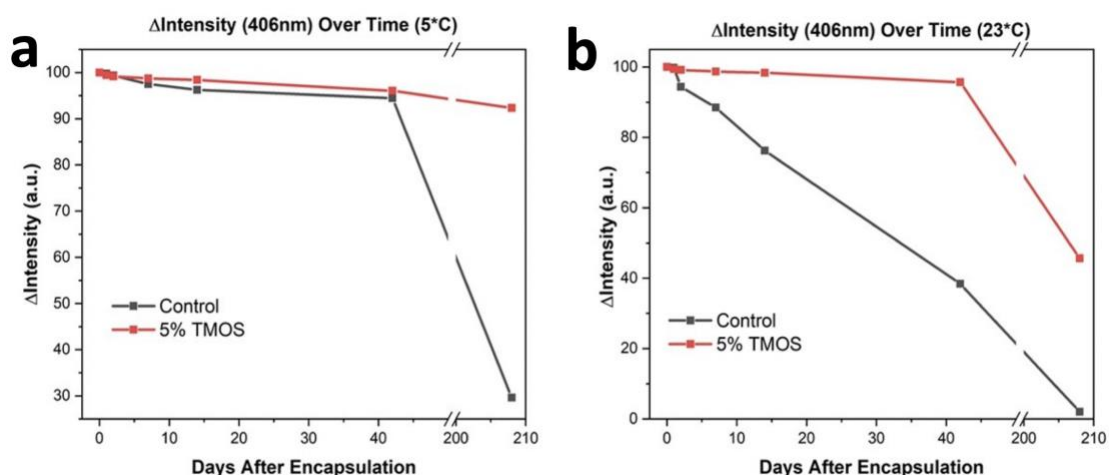 a
ΔIntensity (406nm) Over Time (5*C)
ΔIntensity (a.u.)
100
90
80
70
60
50
40
30
Control
5% TMOS
0 10 20 30 40 200 210
Days After Encapsulation
b
ΔIntensity (406nm) Over Time (23*C)
ΔIntensity (a.u.)
100
80
60
40
20
0
Control
5% TMOS
0 10 20 30 40 200 210
Days After Encapsulation